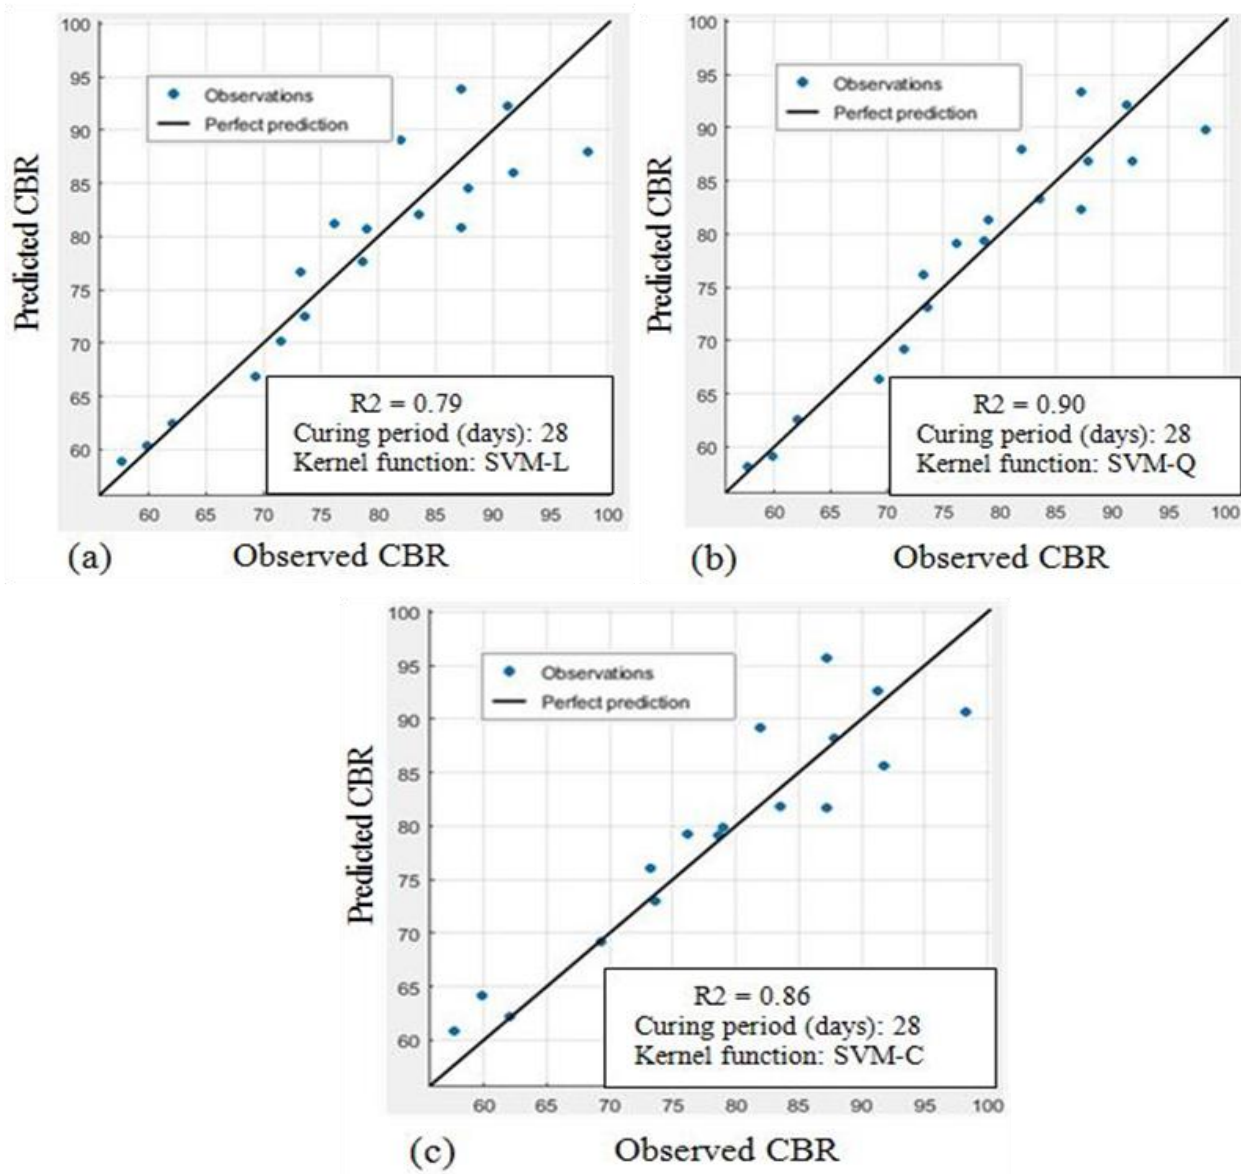 100
95
90
85
80
75
70
65
60
Predicted CBR
Observations
Perfect prediction
R2 = 0.79
Curing period (days): 28
Kernel function: SVM-L
60 65 70 75 80 85 90 95 100
(a) Observed CBR
100
95
90
85
80
75
70
65
60
Predicted CBR
Observations
Perfect prediction
R2 = 0.90
Curing period (days): 28
Kernel function: SVM-Q
60 65 70 75 80 85 90 95 100
(b) Observed CBR
100
95
90
85
80
75
70
65
60
Predicted CBR
Observations
Perfect prediction
R2 = 0.86
Curing period (days): 28
Kernel function: SVM-C
60 65 70 75 80 85 90 95 100
(c) Observed CBR